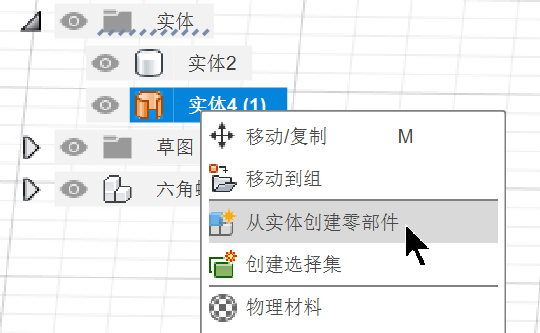 实体
实体2
实体4 (1)
移动/复制 M
草图
移动到组
六角
从实体创建零部件
创建选择集
物理材料